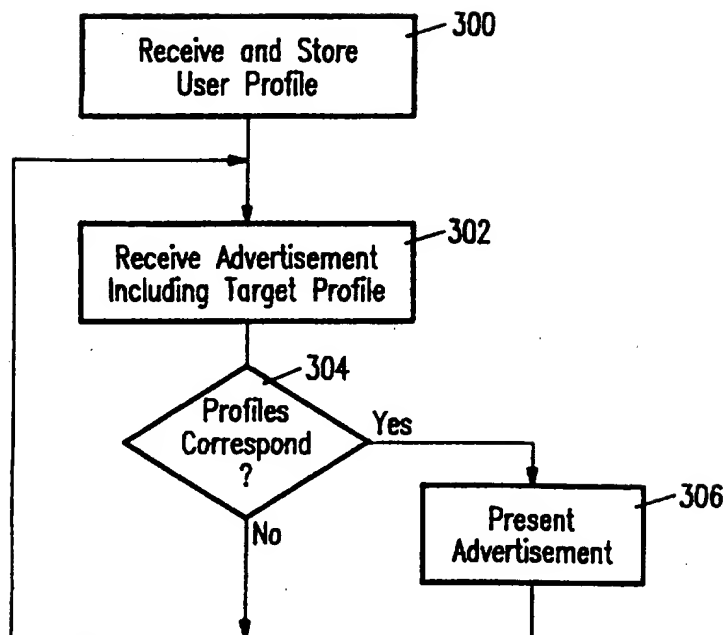 300
Receive and Store
User Profile
302
Receive Advertisement
Including Target Profile
304
Profiles
Correspond
?
Yes
No
306
Present
Advertisement